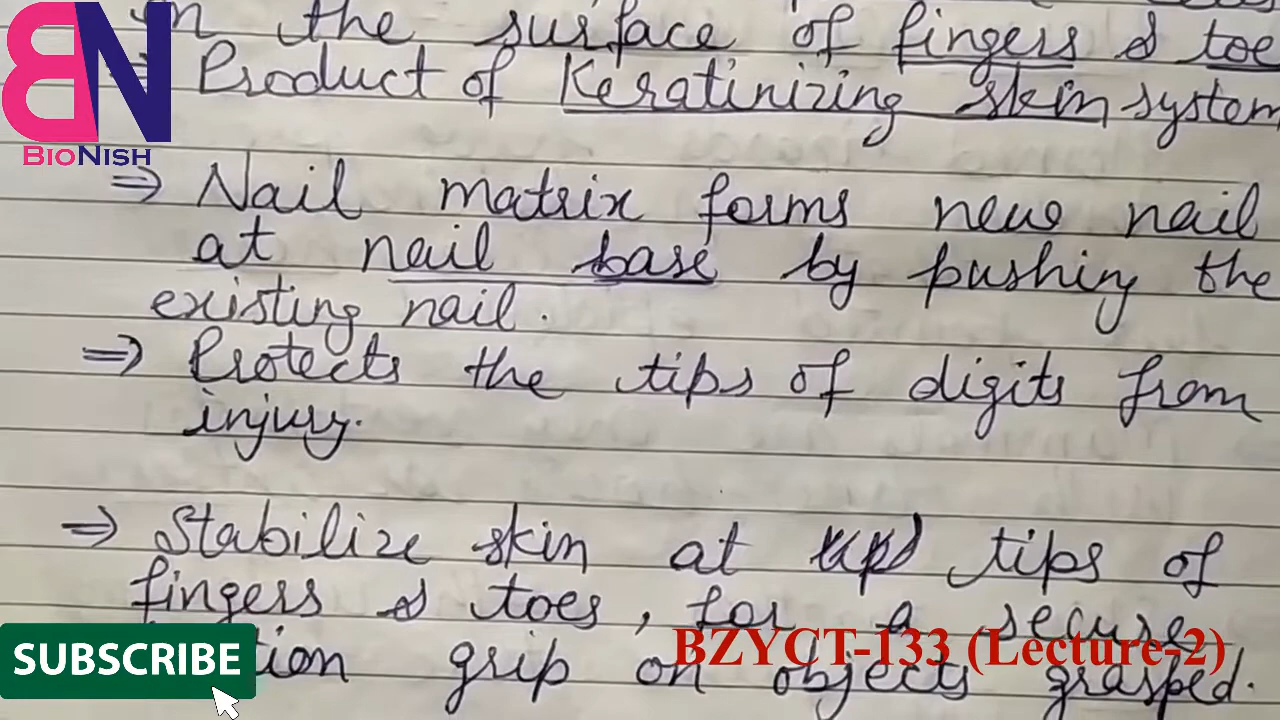 on the surface of fingers & toe
⇒ Product of Keratinizing skin system
BN
BIONISH
⇒ Nail matrix forms new nail
at nail base by pushing the
existing nail.
⇒ Protects the tips of digits from
injury.
⇒ Stabilize skin at tips of
fingers & toes, for a secure
grip on objects grasped.
BZYCT-133 (Lecture-2)
SUBSCRIBE